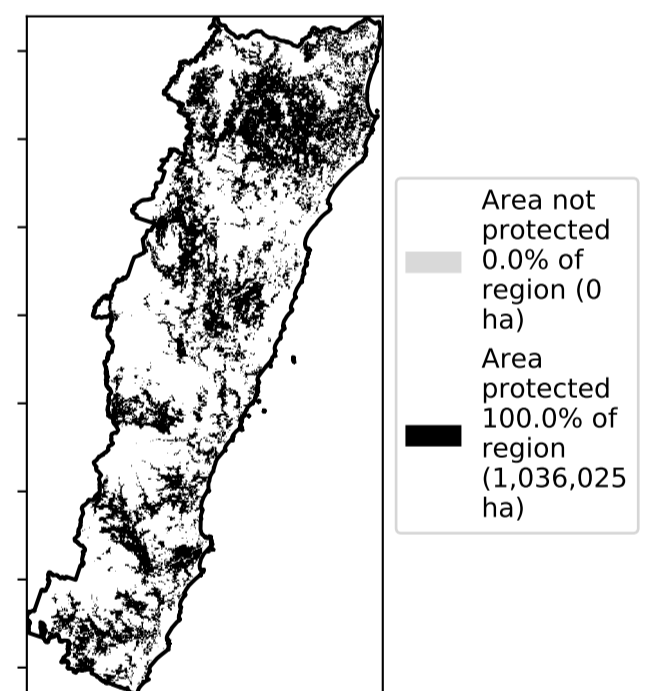 Area not
protected
0.0% of
region (0
ha)
Area
protected
100.0% of
region
(1,036,025
ha)